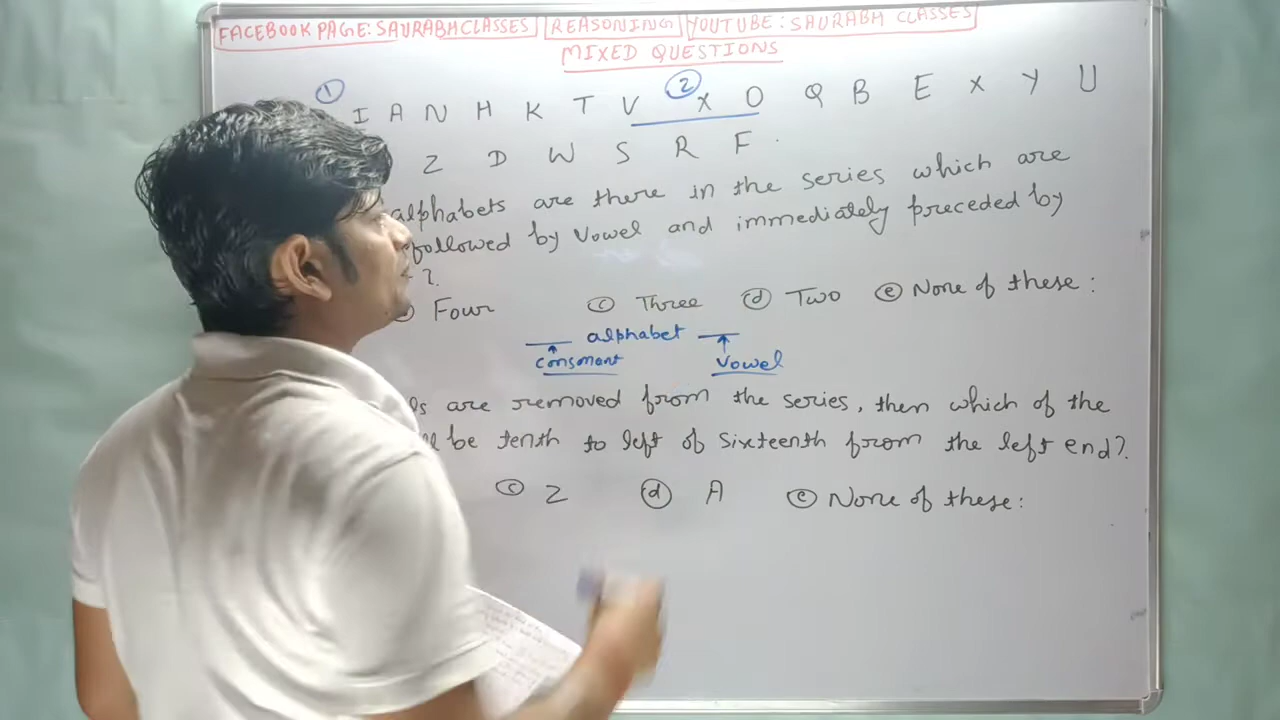 FACEBOOK PAGE: SAURABHCLASSES REASONING YOUTUBE: SAURABH CLASSES
MIXED QUESTIONS
① ②
I A N H K T V X O Q B E X Y U
Z D W S R F .
alphabets are there in the series which are
followed by vowel and immediately preceded by
?
Four ⓒ Three ⓓ Two ⓔ None of these:
alphabet
consonant vowel
ls are removed from the series, then which of the
be tenth to left of sixteenth from the left end?
ⓒ Z ⓓ A ⓔ None of these: